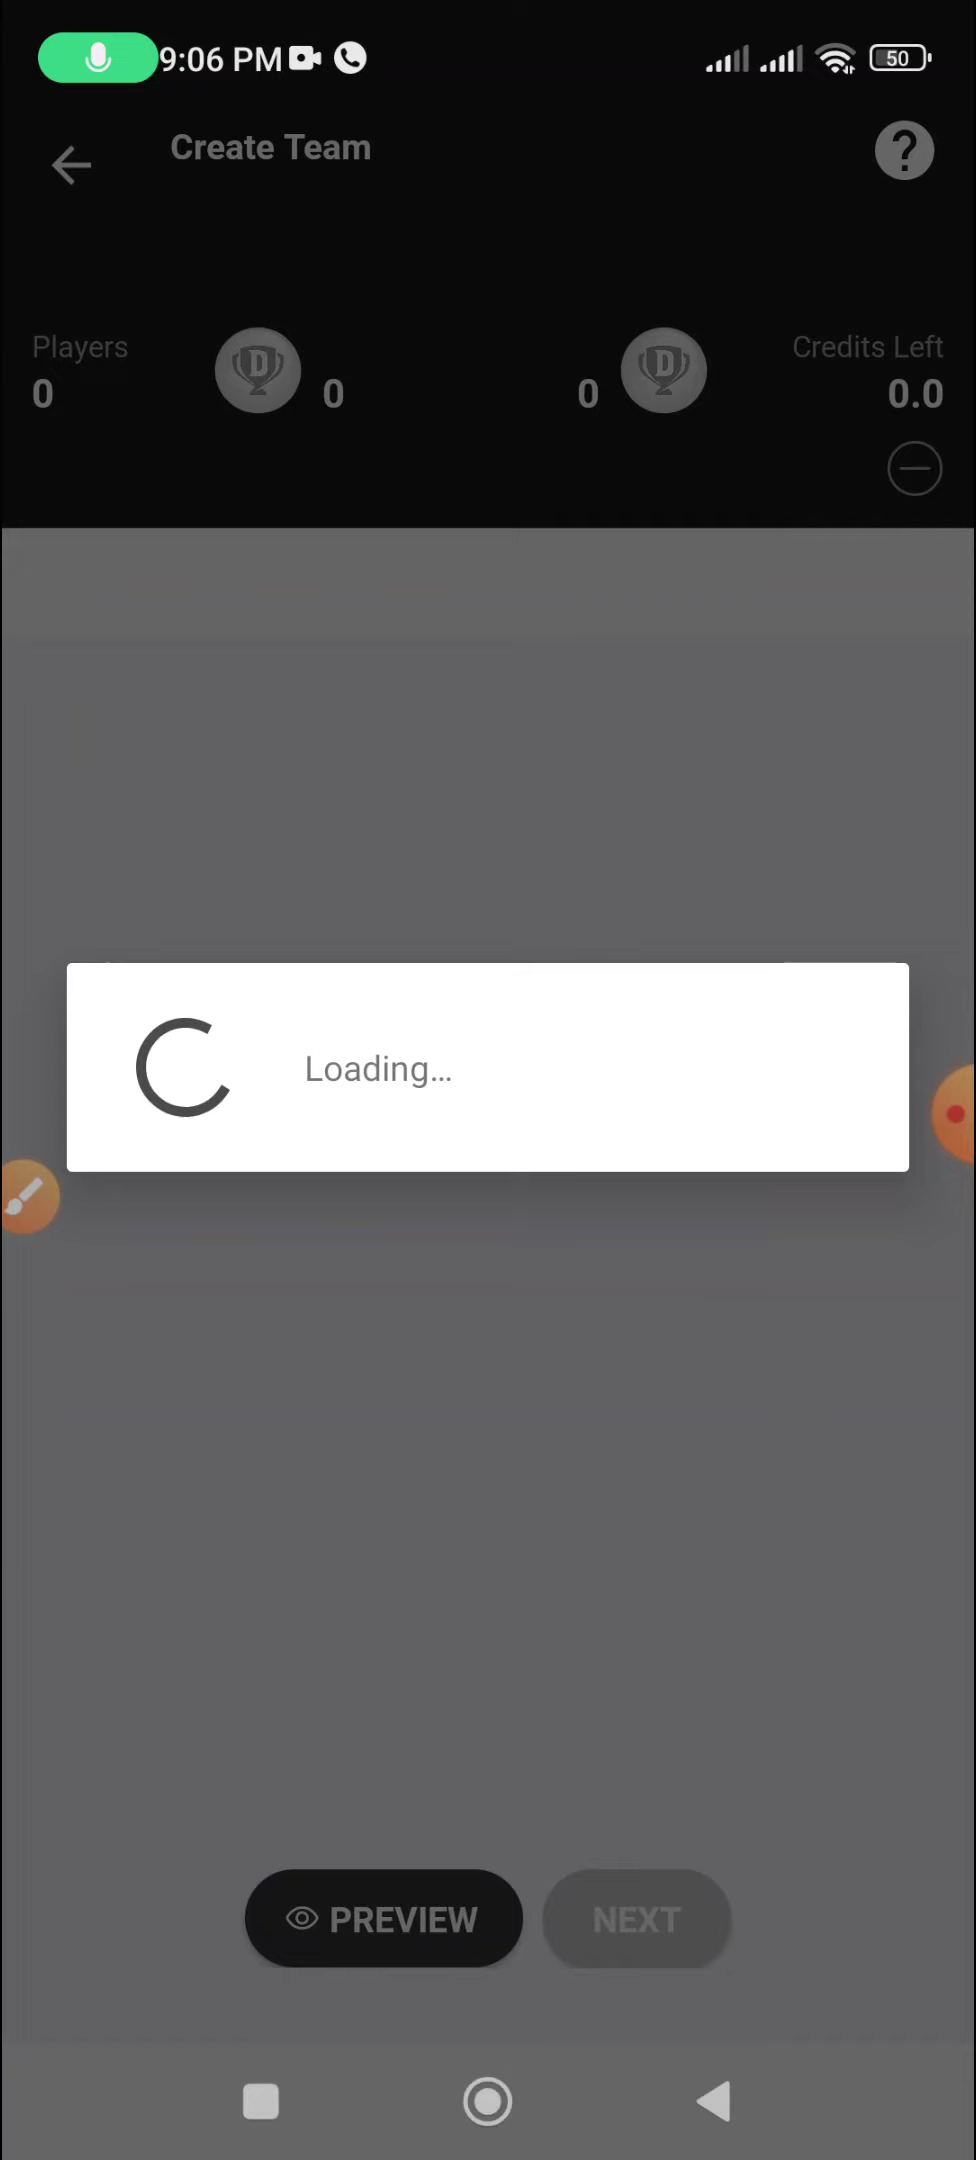 9:06 PM
50
Create Team
?
Players
Credits Left
D
D
0
0
0
0.0
Loading...
PREVIEW
NEXT